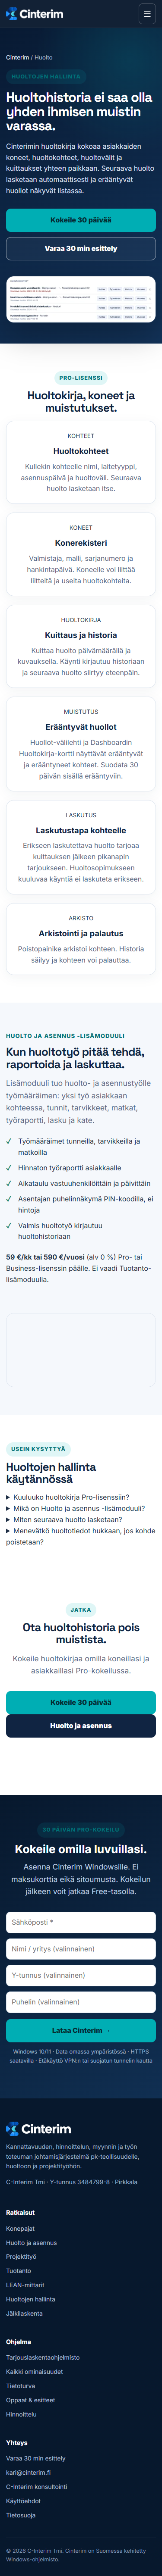 Cinterim
Cinterim / Huolto
HUOLTOJEN HALLINTA
Huoltohistoria ei saa olla
yhden ihmisen muistin
varassa.
Cinterimin huoltokirja kokoaa asiakkaiden
koneet, huoltokohteet, huoltovälit ja
kuittaukset yhteen paikkaan. Seuraava huolto
lasketaan automaattisesti ja erääntyvät
huollot näkyvät listassa.
Kokeile 30 päivää
Varaa 30 min esittely
PRO-LISENSSI
Huoltokirja, koneet ja
muistutukset.
KOHTEET
Huoltokohteet
Kullekin kohteelle nimi, laitetyyppi,
asennuspäivä ja huoltoväli. Seuraava
huolto lasketaan itse.
KONEET
Konerekisteri
Valmistaja, malli, sarjanumero ja
hankintapäivä. Koneelle voi liittää
liitteitä ja useita huoltokohteita.
HUOLTOKIRJA
Kuittaus ja historia
Kuittaa huolto päivämäärällä ja
kuvauksella. Käynti kirjautuu historiaan
ja seuraava huolto siirtyy eteenpäin.
MUISTUTUS
Erääntyvät huollot
Huollot-välilehti ja Dashboardin
Huoltokirja-kortti näyttävät erääntyvät
ja erääntyneet kohteet. Suodata 30
päivän sisällä erääntyviin.
LASKUTUS
Laskutustapa kohteelle
Erikseen laskutettava huolto tarjoaa
kuittauksen jälkeen pikanapin
tarjoukseen. Huoltosopimukseen
kuuluvaa käyntiä ei laskuteta erikseen.
ARKISTO
Arkistointi ja palautus
Poistopainike arkistoi kohteen. Historia
säilyy ja kohteen voi palauttaa.
HUOLTO JA ASENNUS -LISÄMODUULI
Kun huoltotyö pitää tehdä,
raportoida ja laskuttaa.
Lisämoduuli tuo huolto- ja asennustyölle
työmääräimen: yksi työ asiakkaan
kohteessa, tunnit, tarvikkeet, matkat,
työraportti, lasku ja kate.
✓ Työmääräimet tunneilla, tarvikkeilla ja
matkoilla
✓ Hinnaton työraportti asiakkaalle
✓ Aikataulu vastuuhenkilöittäin ja päivittäin
✓ Asentajan puhelinnäkymä PIN-koodilla, ei
hintoja
✓ Valmis huoltotyö kirjautuu
huoltohistoriaan
59 €/kk tai 590 €/vuosi (alv 0 %) Pro- tai
Business-lisenssin päälle. Ei vaadi Tuotanto-
lisämoduulia.
USEIN KYSYTTYÄ
Huoltojen hallinta
käytännössä
▶ Kuuluuko huoltokirja Pro-lisenssiin?
▶ Mikä on Huolto ja asennus -lisämoduuli?
▶ Miten seuraava huolto lasketaan?
▶ Menevätkö huoltotiedot hukkaan, jos kohde
poistetaan?
JATKA
Ota huoltohistoria pois
muistista.
Kokeile huoltokirjaa omilla koneillasi ja
asiakkaillasi Pro-kokeilussa.
Kokeile 30 päivää
Huolto ja asennus
30 PÄIVÄN PRO-KOKEILU
Kokeile omilla luvuillasi.
Asenna Cinterim Windowsille. Ei
maksukorttia eikä sitoumusta. Kokeilun
jälkeen voit jatkaa Free-tasolla.
Sähköposti *
Nimi / yritys (valinnainen)
Y-tunnus (valinnainen)
Puhelin (valinnainen)
Lataa Cinterim →
Windows 10/11 · Data omassa ympäristössä · HTTPS
saatavilla · Etäkäyttö VPN:n tai suojatun tunnelin kautta
Cinterim
Kannattavuuden, hinnoittelun, myynnin ja työn
toteuman johtamisjärjestelmä pk-teollisuudelle,
huoltoon ja projektityöhön.
C-Interim Tmi · Y-tunnus 3484799-8 · Pirkkala
Ratkaisut
Konepajat
Huolto ja asennus
Projektityö
Tuotanto
LEAN-mittarit
Huoltojen hallinta
Jälkilaskenta
Ohjelma
Tarjouslaskentaohjelmisto
Kaikki ominaisuudet
Tietoturva
Oppaat & esitteet
Hinnoittelu
Yhteys
Varaa 30 min esittely
kari@cinterim.fi
C-Interim konsultointi
Käyttöehdot
Tietosuoja
© 2026 C-Interim Tmi. Cinterim on Suomessa kehitetty
Windows-ohjelmisto.